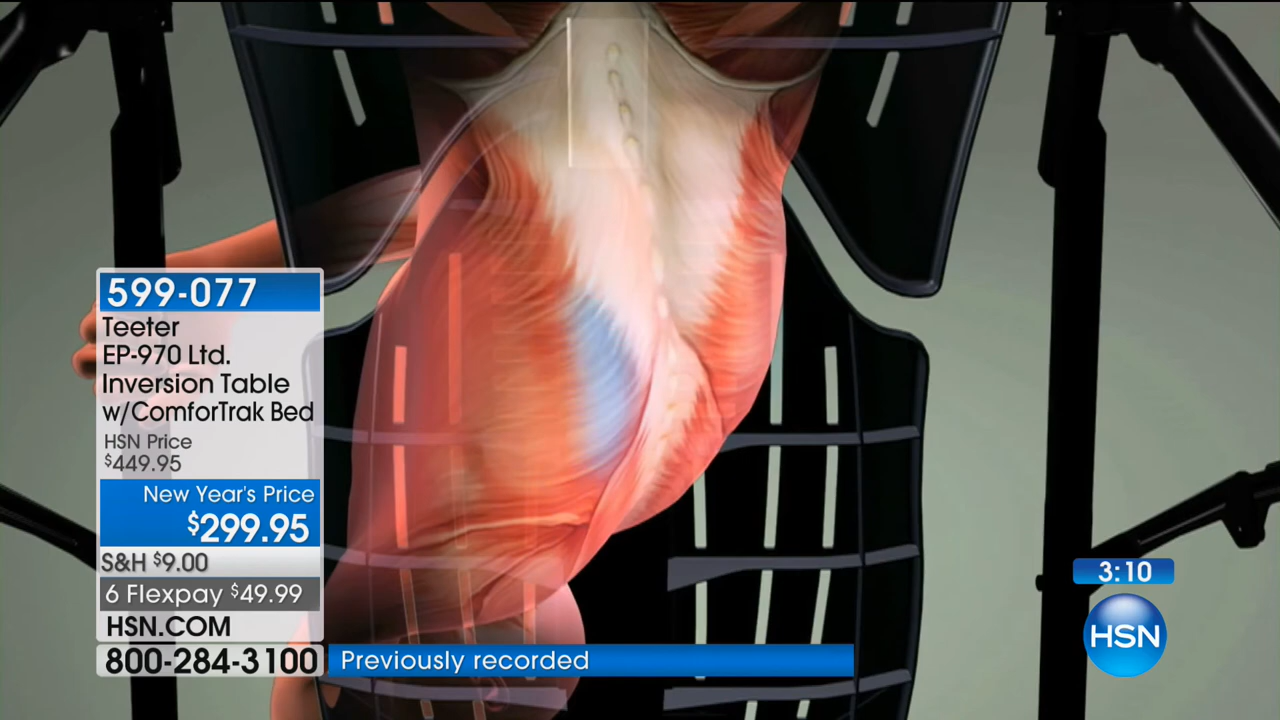 599-077
Teeter
EP-970 Ltd.
Inversion Table
w/ComforTrak Bed
HSN Price
$449.95
New Year's Price
$299.95
S&H $9.00
6 Flexpay $49.99
HSN.COM
800-284-3100
Previously recorded
3:10
HSN